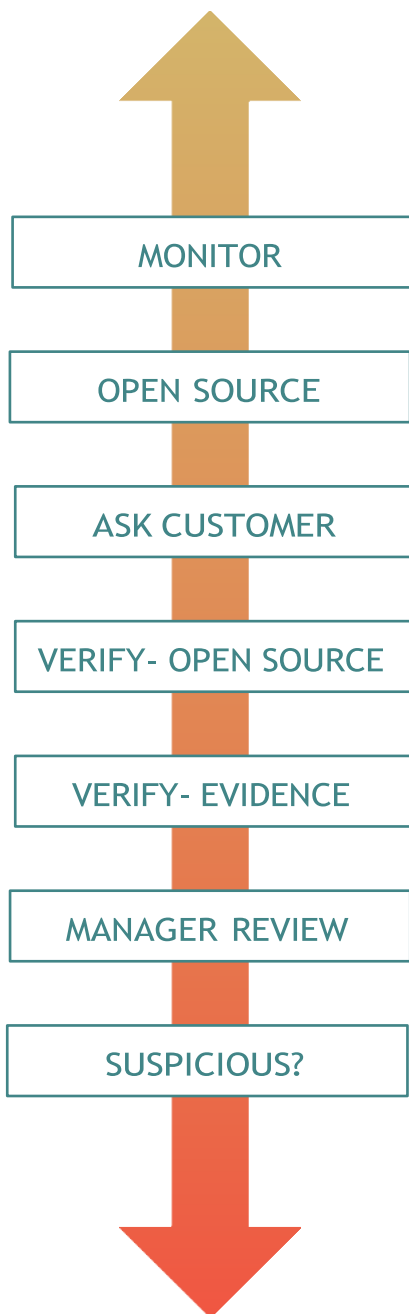 MONITOR
OPEN SOURCE
ASK CUSTOMER
VERIFY- OPEN SOURCE
VERIFY- EVIDENCE
MANAGER REVIEW
SUSPICIOUS?